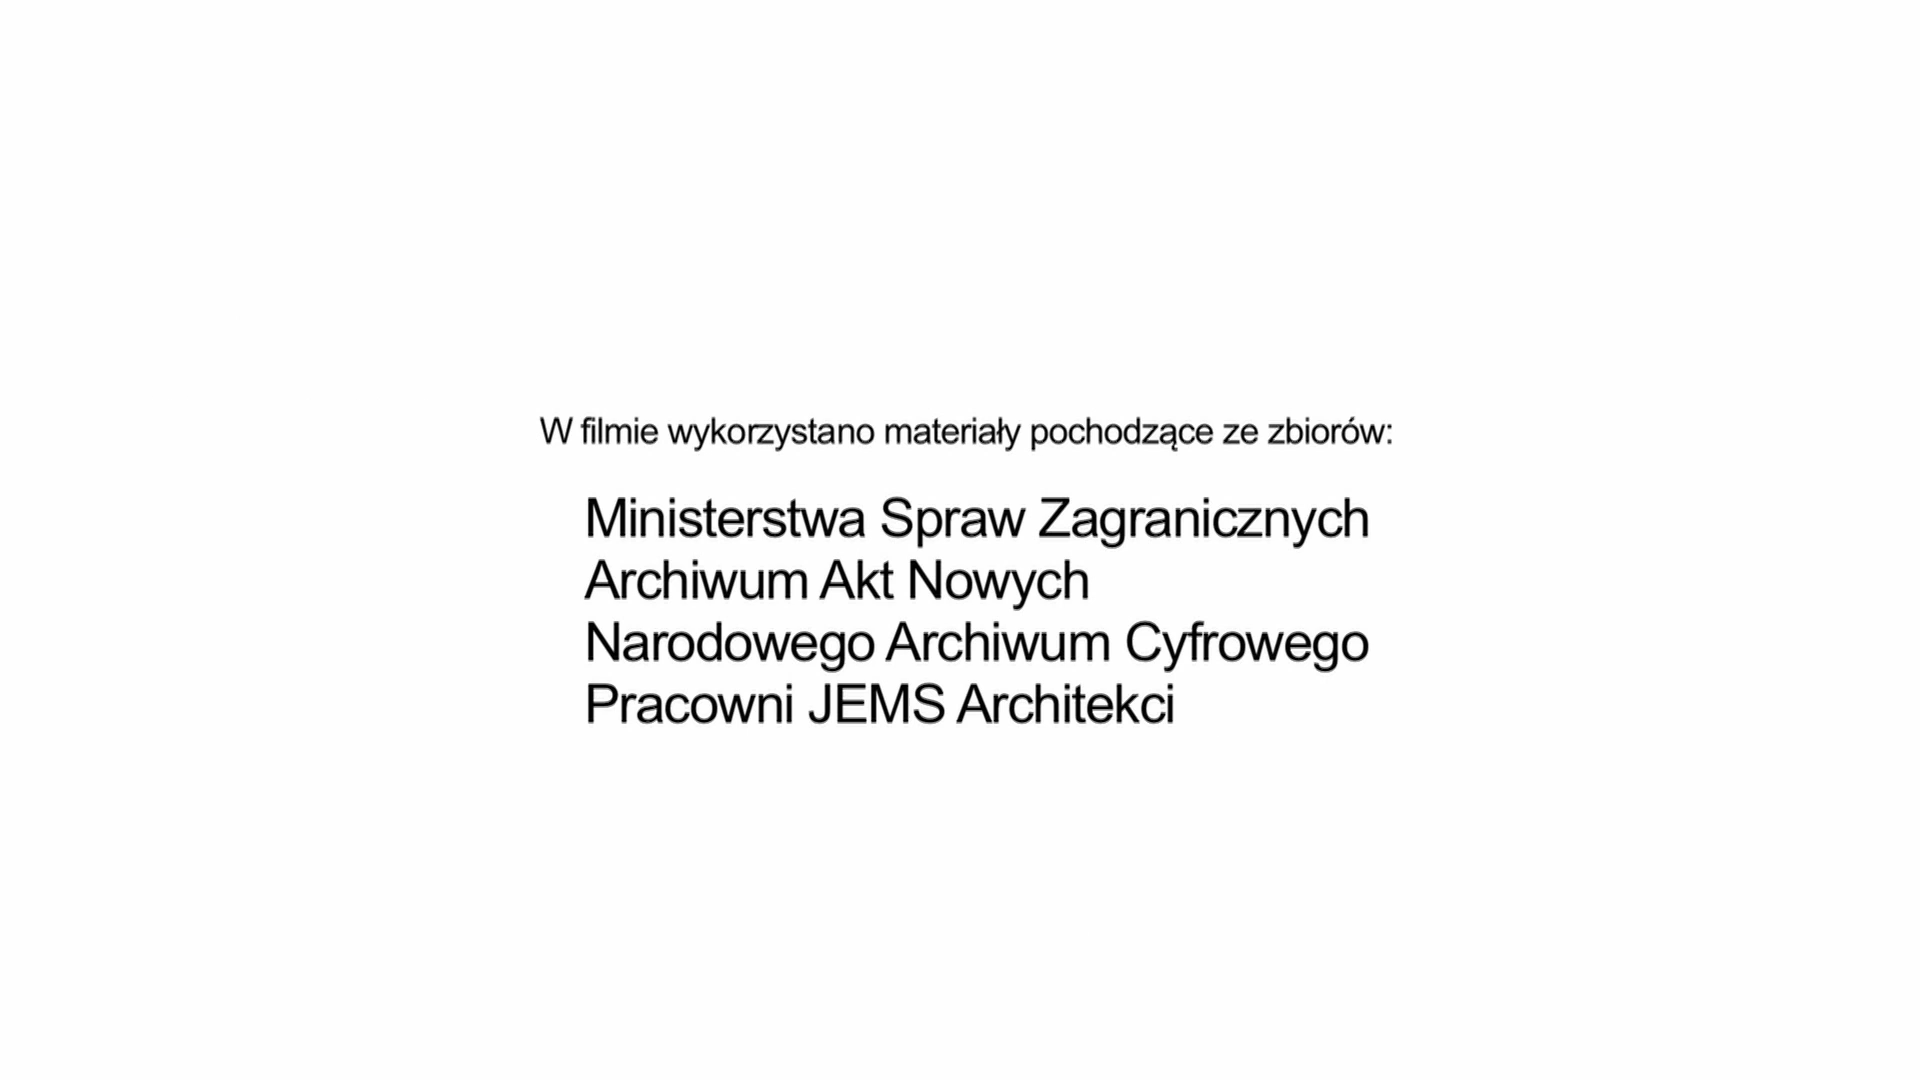 W filmie wykorzystano materiały pochodzące ze zbiorów:
Ministerstwa Spraw Zagranicznych
Archiwum Akt Nowych
Narodowego Archiwum Cyfrowego
Pracowni JEMS Architekci